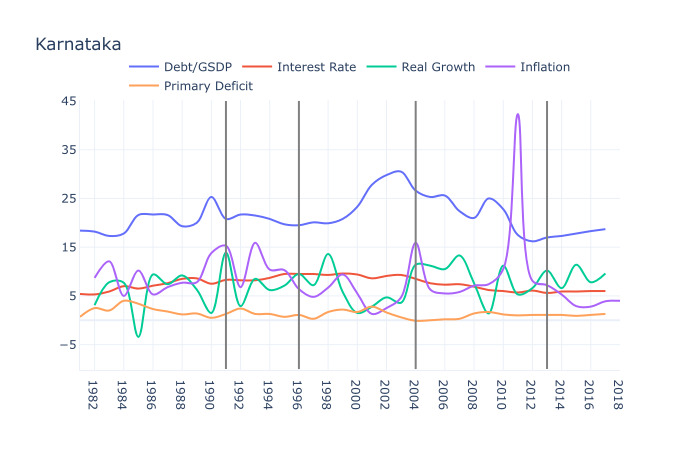 Karnataka
Debt/GSDP Interest Rate Real Growth Inflation
Primary Deficit
45
35
25
15
5
−5
1982 1984 1986 1988 1990 1992 1994 1996 1998 2000 2002 2004 2006 2008 2010 2012 2014 2016 2018